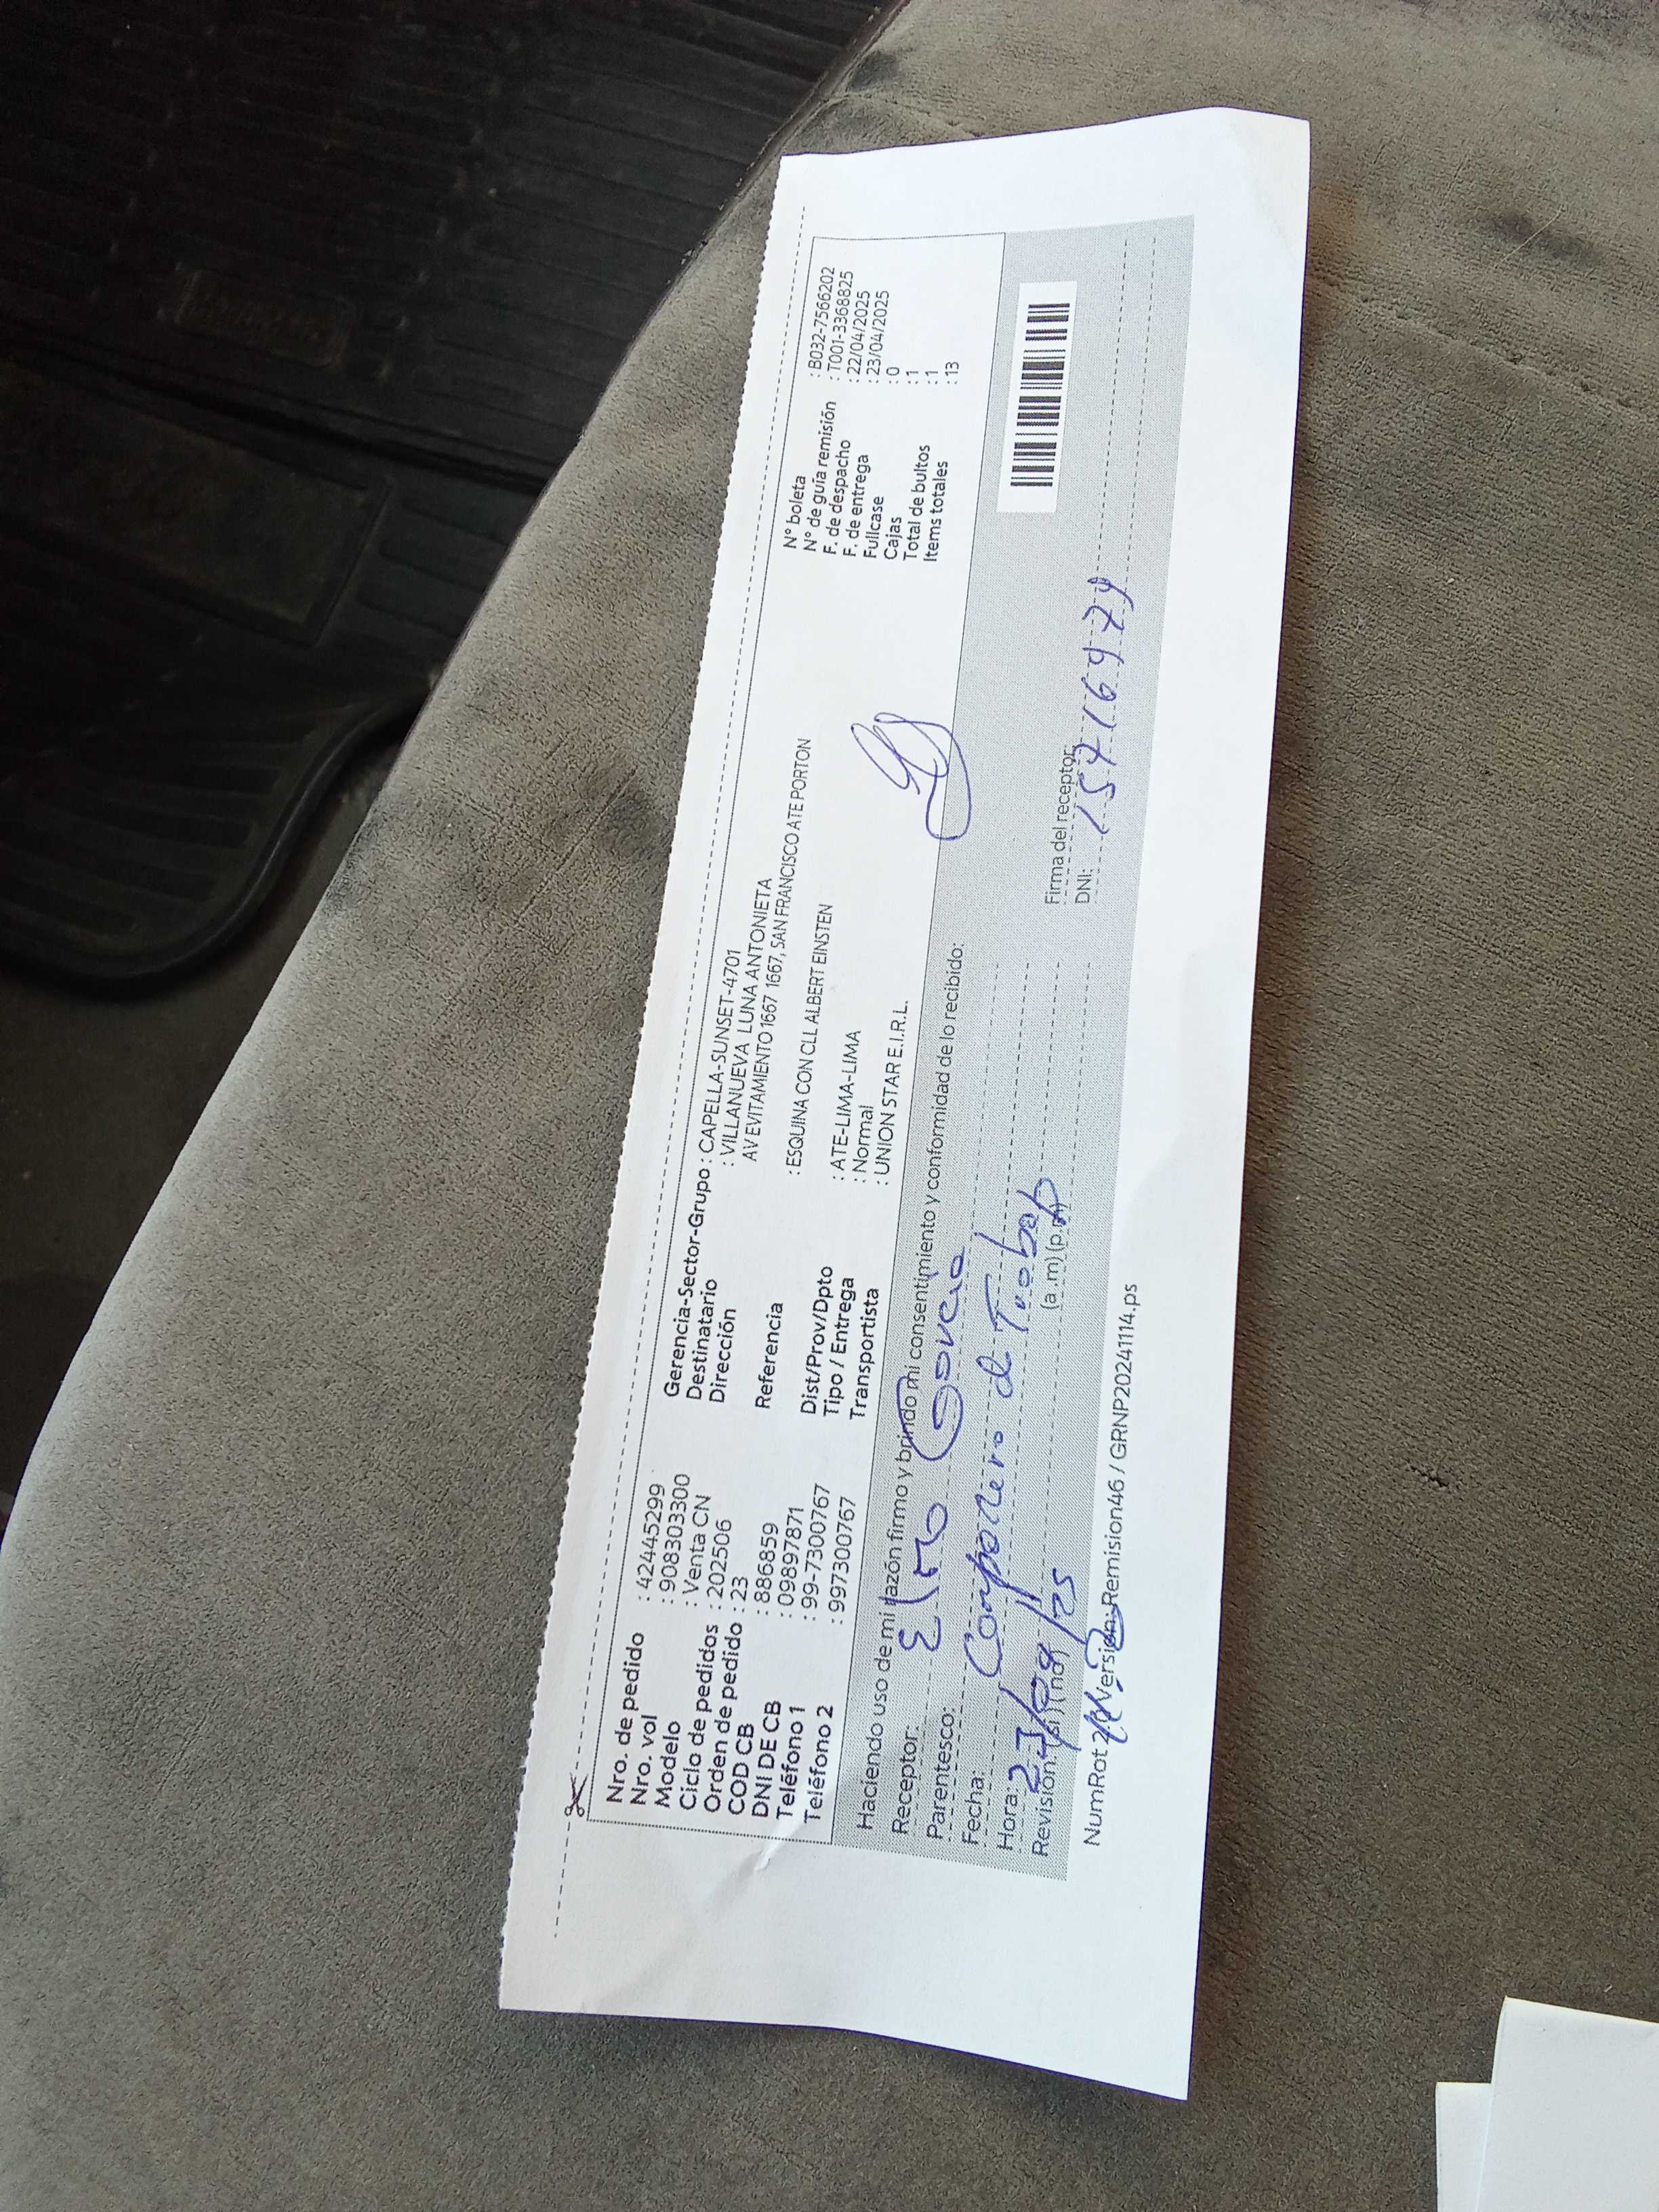 Nro. de pedido : 424445299
Nro. vol : 908303300
Modelo : Venta CN
Ciclo de pedidos : 202506
Orden de pedido : 23
COD CB : 886859
DNI DE CB : 09897871
Teléfono 1 : 99-7300767
Teléfono 2 : 997300767
Gerencia-Sector-Grupo : CAPELLA-SUNSET-4701
Destinatario : VILLANUEVA LUNA ANTONIETA
Dirección AV EVITAMIENTO 1667 1667, SAN FRANCISCO ATE PORTON
Referencia : ESQUINA CON CLL ALBERT EINSTEN
Dist/Prov/Dpto : ATE-LIMA-LIMA
Tipo / Entrega : Normal
Transportista : UNION STAR E.I.R.L.
N° boleta : B032-7566202
N° de guía remisión : T001-3368825
F. de despacho : 22/04/2025
F. de entrega : 23/04/2025
Fullcase : 0
Cajas : 1
Total de bultos : 1
Items totales : 13
Haciendo uso de mi razón firmo y brindo mi consentimiento y conformidad de lo recibido:
Receptor:
Parentesco: Compañero d Trabajo
Fecha:
Hora: 23/04/25 (a.m) (p.m)
Revisión: (si) (no)
Firma del receptor:
DNI: 15716979
NumRot Version: Remision46 / GRNP20241114.ps